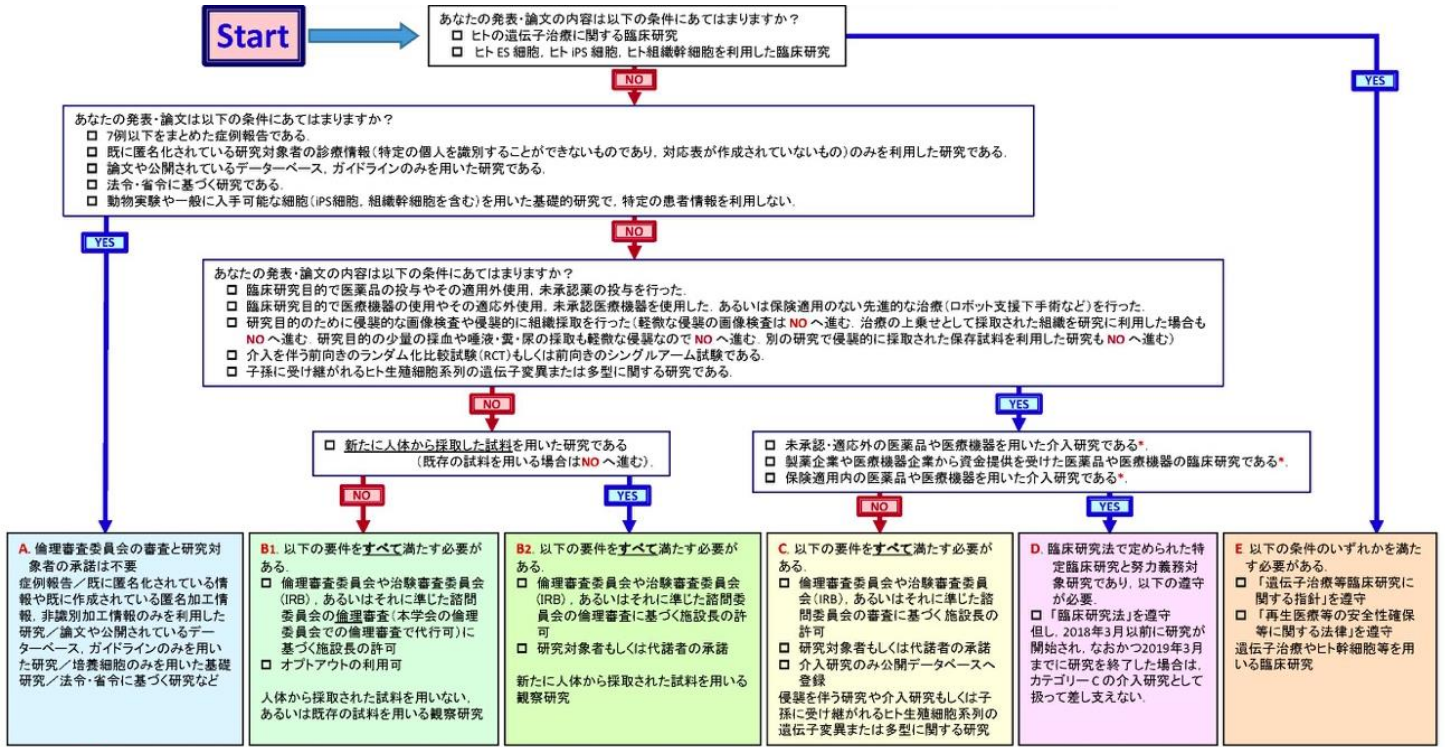 Start
あなたの発表・論文の内容は以下の条件にあてはまりますか？
□ ヒトの遺伝子治療に関する臨床研究
□ ヒト ES 細胞，ヒト iPS 細胞，ヒト組織幹細胞を利用した臨床研究
NO
YES
あなたの発表・論文は以下の条件にあてはまりますか？
□ 7例以下をまとめた症例報告である．
□ 既に匿名化されている研究対象者の診療情報（特定の個人を識別することができないものであり，対応表が作成されていないもの）のみを利用した研究である．
□ 論文や公開されているデーターベース，ガイドラインのみを用いた研究である．
□ 法令・省令に基づく研究である．
□ 動物実験や一般に入手可能な細胞（iPS細胞，組織幹細胞を含む）を用いた基礎的研究で，特定の患者情報を利用しない．
YES
NO
あなたの発表・論文の内容は以下の条件にあてはまりますか？
□ 臨床研究目的で医薬品の投与やその適用外使用，未承認薬の投与を行った．
□ 臨床研究目的で医療機器の使用やその適応外使用，未承認医療機器を使用した，あるいは保険適用のない先進的な治療（ロボット支援下手術など）を行った．
□ 研究目的のために侵襲的な画像検査や侵襲的に組織採取を行った（軽微な侵襲の画像検査は NO へ進む．治療の上乗せとして採取された組織を研究に利用した場合も
NO へ進む．研究目的の少量の採血や唾液・糞・尿の採取も軽微な侵襲なので NO へ進む．別の研究で侵襲的に採取された保存試料を利用した研究も NO へ進む）
□ 介入を伴う前向きのランダム化比較試験（RCT）もしくは前向きのシングルアーム試験である．
□ 子孫に受け継がれるヒト生殖細胞系列の遺伝子変異または多型に関する研究である．
NO
YES
□ 新たに人体から採取した試料を用いた研究である
（既存の試料を用いる場合はNO へ進む）．
□ 未承認・適応外の医薬品や医療機器を用いた介入研究である*．
□ 製薬企業や医療機器企業から資金提供を受けた医薬品や医療機器の臨床研究である*．
□ 保険適用内の医薬品や医療機器を用いた介入研究である*．
NO
YES
NO
YES
A. 倫理審査委員会の審査と研究対
象者の承諾は不要
症例報告／既に匿名化されている情
報や既に作成されている匿名加工情
報，非識別加工情報のみを利用した
研究／論文や公開されているデー
ターベース，ガイドラインのみを用い
た研究／培養細胞のみを用いた基礎
研究／法令・省令に基づく研究など
B1. 以下の要件をすべて満たす必要が
ある．
□ 倫理審査委員会や治験審査委員会
（IRB），あるいはそれに準じた諮問
委員会の倫理審査（本学会の倫理
委員会での倫理審査で代行可）に
基づく施設長の許可
□ オプトアウトの利用可
人体から採取された試料を用いない，
あるいは既存の試料を用いる観察研究
B2. 以下の要件をすべて満たす必要が
ある．
□ 倫理審査委員会や治験審査委員会
（IRB），あるいはそれに準じた諮問委
員会の倫理審査に基づく施設長の許
可
□ 研究対象者もしくは代諾者の承諾
新たに人体から採取された試料を用いる
観察研究
C. 以下の要件をすべて満たす必要が
ある．
□ 倫理審査委員会や治験審査委員
会（IRB），あるいはそれに準じた諮
問委員会の審査に基づく施設長の
許可
□ 研究対象者もしくは代諾者の承諾
□ 介入研究のみ公開データベースへ
登録
侵襲を伴う研究や介入研究もしくは子
孫に受け継がれるヒト生殖細胞系列の
遺伝子変異または多型に関する研究
D. 臨床研究法で定められた特
定臨床研究と努力義務対
象研究であり，以下の遵守
が必要．
□ 「臨床研究法」を遵守
但し，2018年3月以前に研究が
開始され，なおかつ2019年3月
までに研究を終了した場合は，
カテゴリー C の介入研究として
扱って差し支えない．
E 以下の条件のいずれかを満た
す必要がある．
□ 「遺伝子治療等臨床研究に
関する指針」を遵守
□ 「再生医療等の安全性確保
等に関する法律」を遵守
遺伝子治療やヒト幹細胞等を用
いる臨床研究